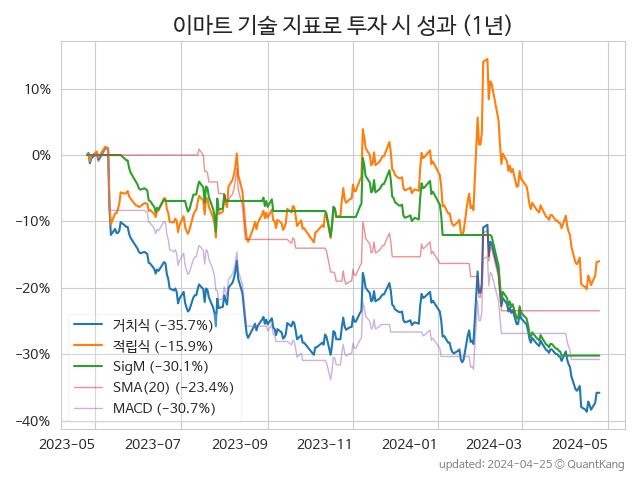 이마트 기술 지표로 투자 시 성과 (1년)
10%
0%
−10%
−20%
−30%
−40%
거치식 (−35.7%)
적립식 (−15.9%)
SigM (−30.1%)
SMA(20) (−23.4%)
MACD (−30.7%)
2023-05 2023-07 2023-09 2023-11 2024-01 2024-03 2024-05
updated: 2024-04-25 © QuantKang